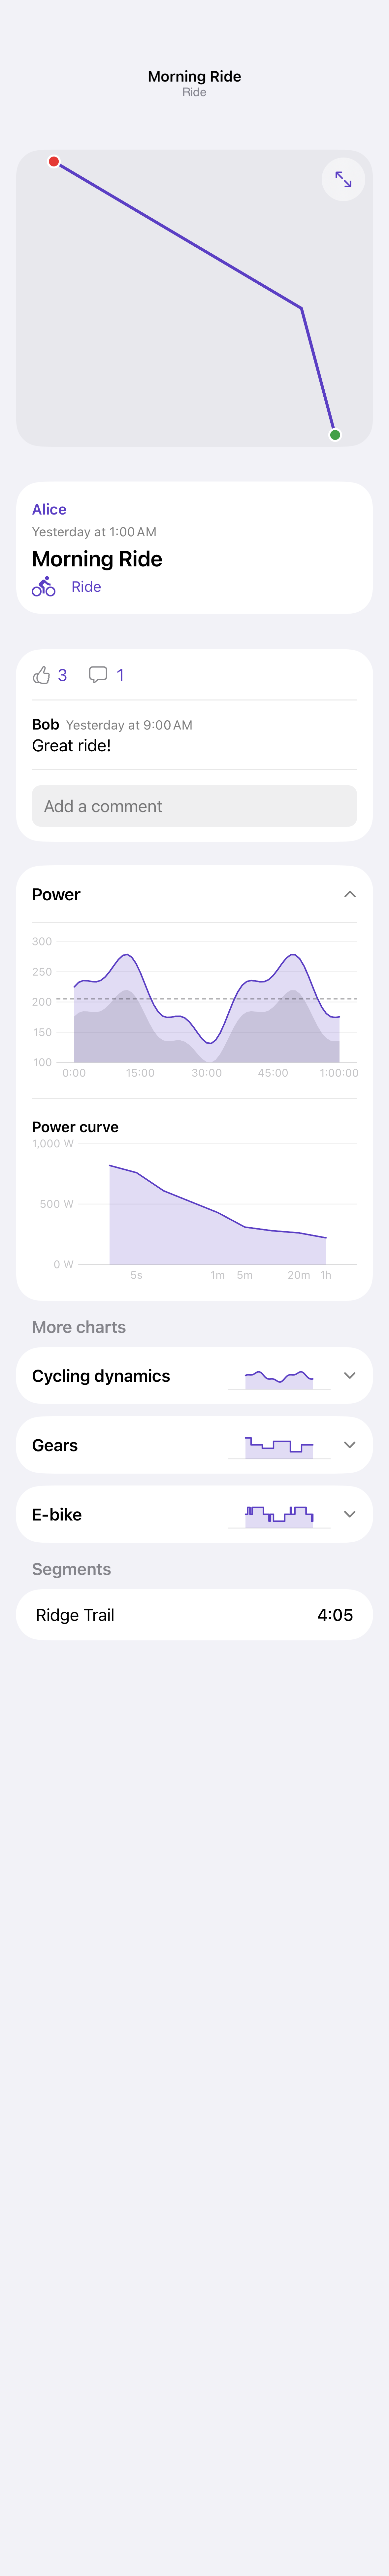 Morning Ride
Ride
Alice
Yesterday at 1:00 AM
Morning Ride
Ride
3 1
Bob Yesterday at 9:00 AM
Great ride!
Add a comment
Power
300
250
200
150
100
0:00 15:00 30:00 45:00 1:00:00
Power curve
1,000 W
500 W
0 W
5s 1m 5m 20m 1h
More charts
Cycling dynamics
Gears
E-bike
Segments
Ridge Trail 4:05